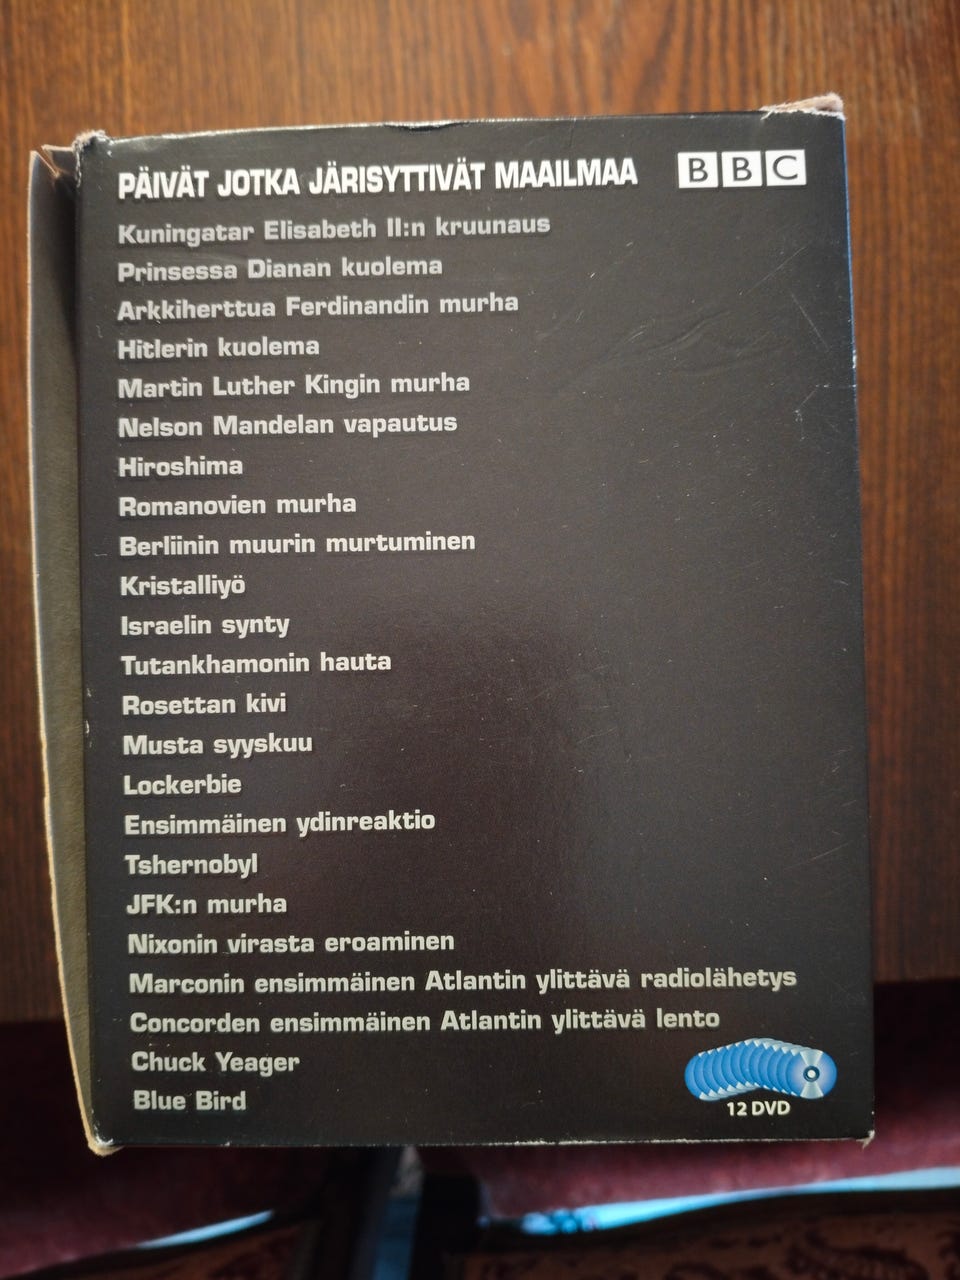 PÄIVÄT JOTKA JÄRISYTTIVÄT MAAILMAA BBC
Kuningatar Elisabeth II:n kruunaus
Prinsessa Dianan kuolema
Arkkiherttua Ferdinandin murha
Hitlerin kuolema
Martin Luther Kingin murha
Nelson Mandelan vapautus
Hiroshima
Romanovien murha
Berliinin muurin murtuminen
Kristalliyö
Israelin synty
Tutankhamonin hauta
Rosettan kivi
Musta syyskuu
Lockerbie
Ensimmäinen ydinreaktio
Tshernobyl
JFK:n murha
Nixonin virasta eroaminen
Marconin ensimmäinen Atlantin ylittävä radiolähetys
Concorden ensimmäinen Atlantin ylittävä lento
Chuck Yeager
Blue Bird
12 DVD